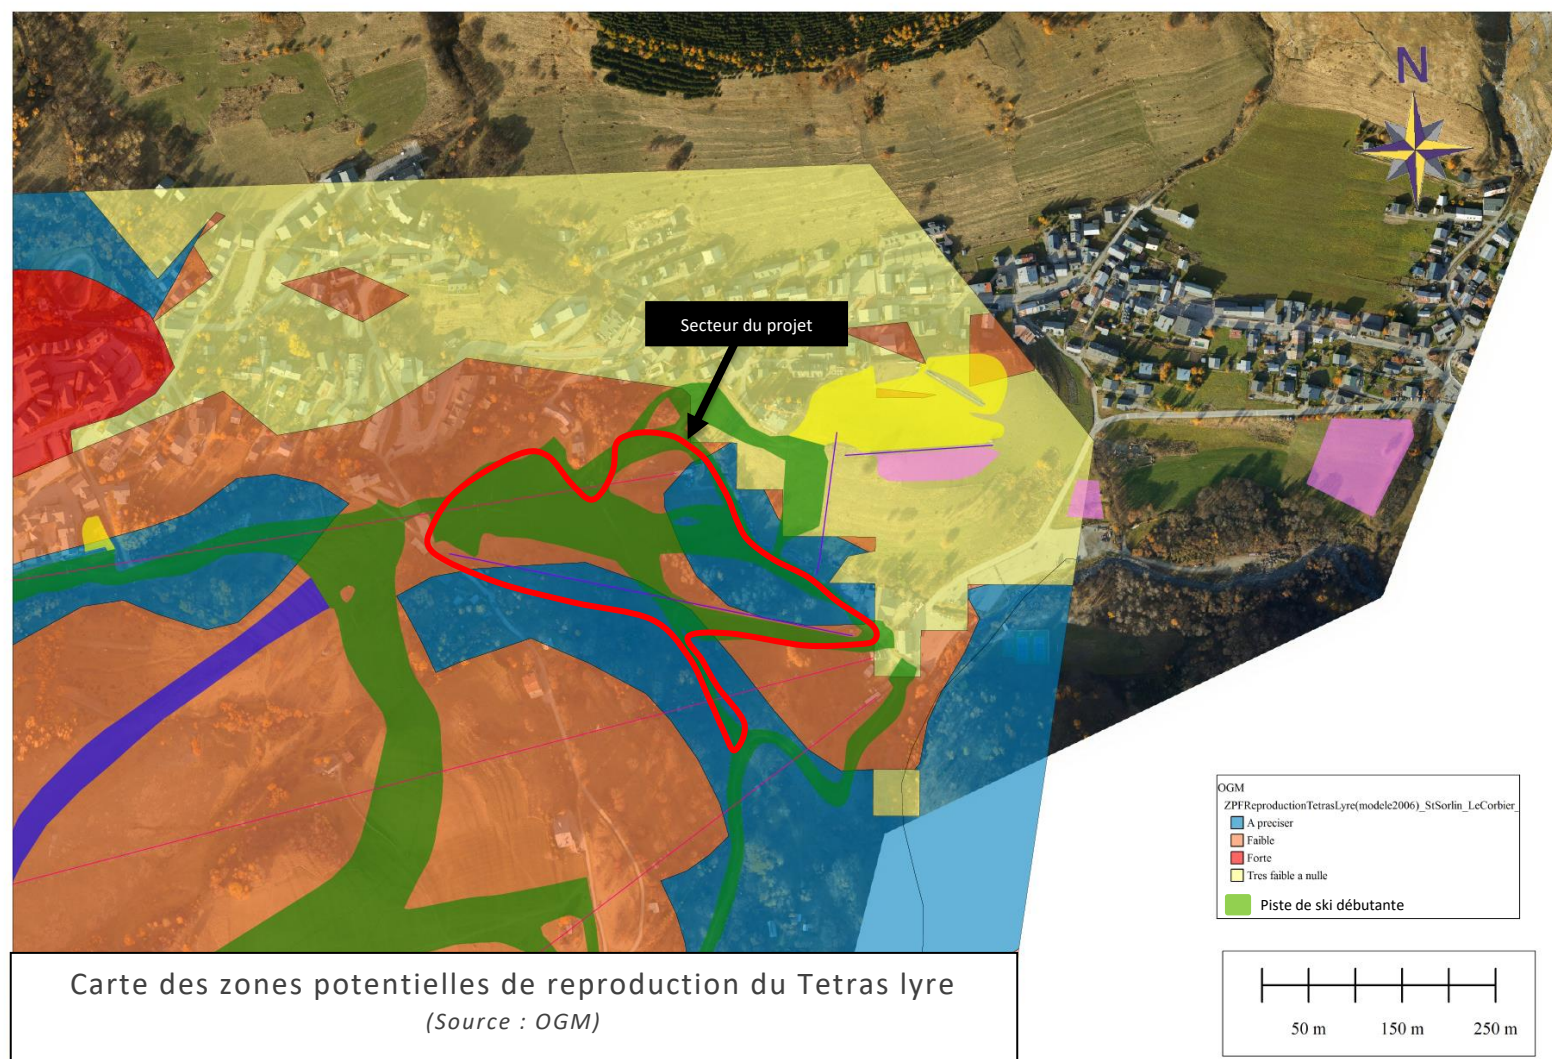 N
Secteur du projet
OGM
ZPFReproductionTetrasLyre(modele2006)_StSorlin_LeCorbier_
A preciser
Faible
Forte
Tres faible a nulle
Piste de ski débutante
50 m 150 m 250 m
Carte des zones potentielles de reproduction du Tetras lyre
(Source : OGM)